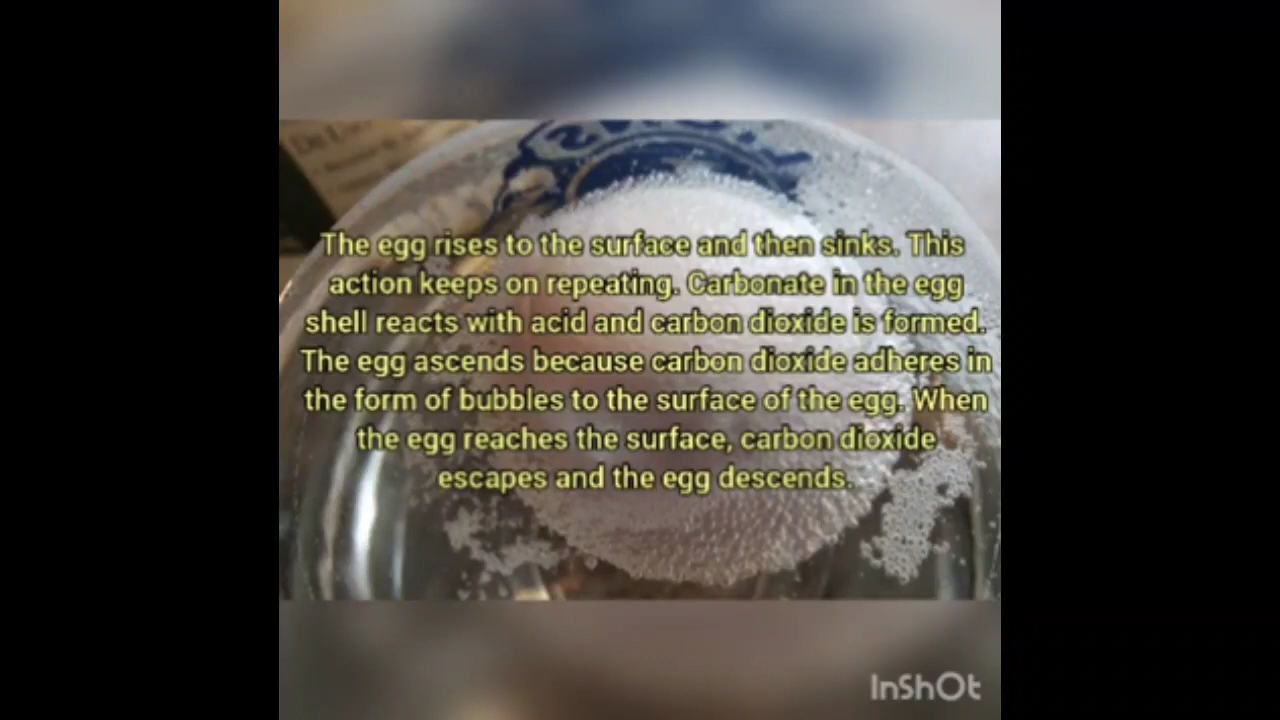 The egg rises to the surface and then sinks. This
action keeps on repeating. Carbonate in the egg
shell reacts with acid and carbon dioxide is formed.
The egg ascends because carbon dioxide adheres in
the form of bubbles to the surface of the egg. When
the egg reaches the surface, carbon dioxide
escapes and the egg descends.
InShOt